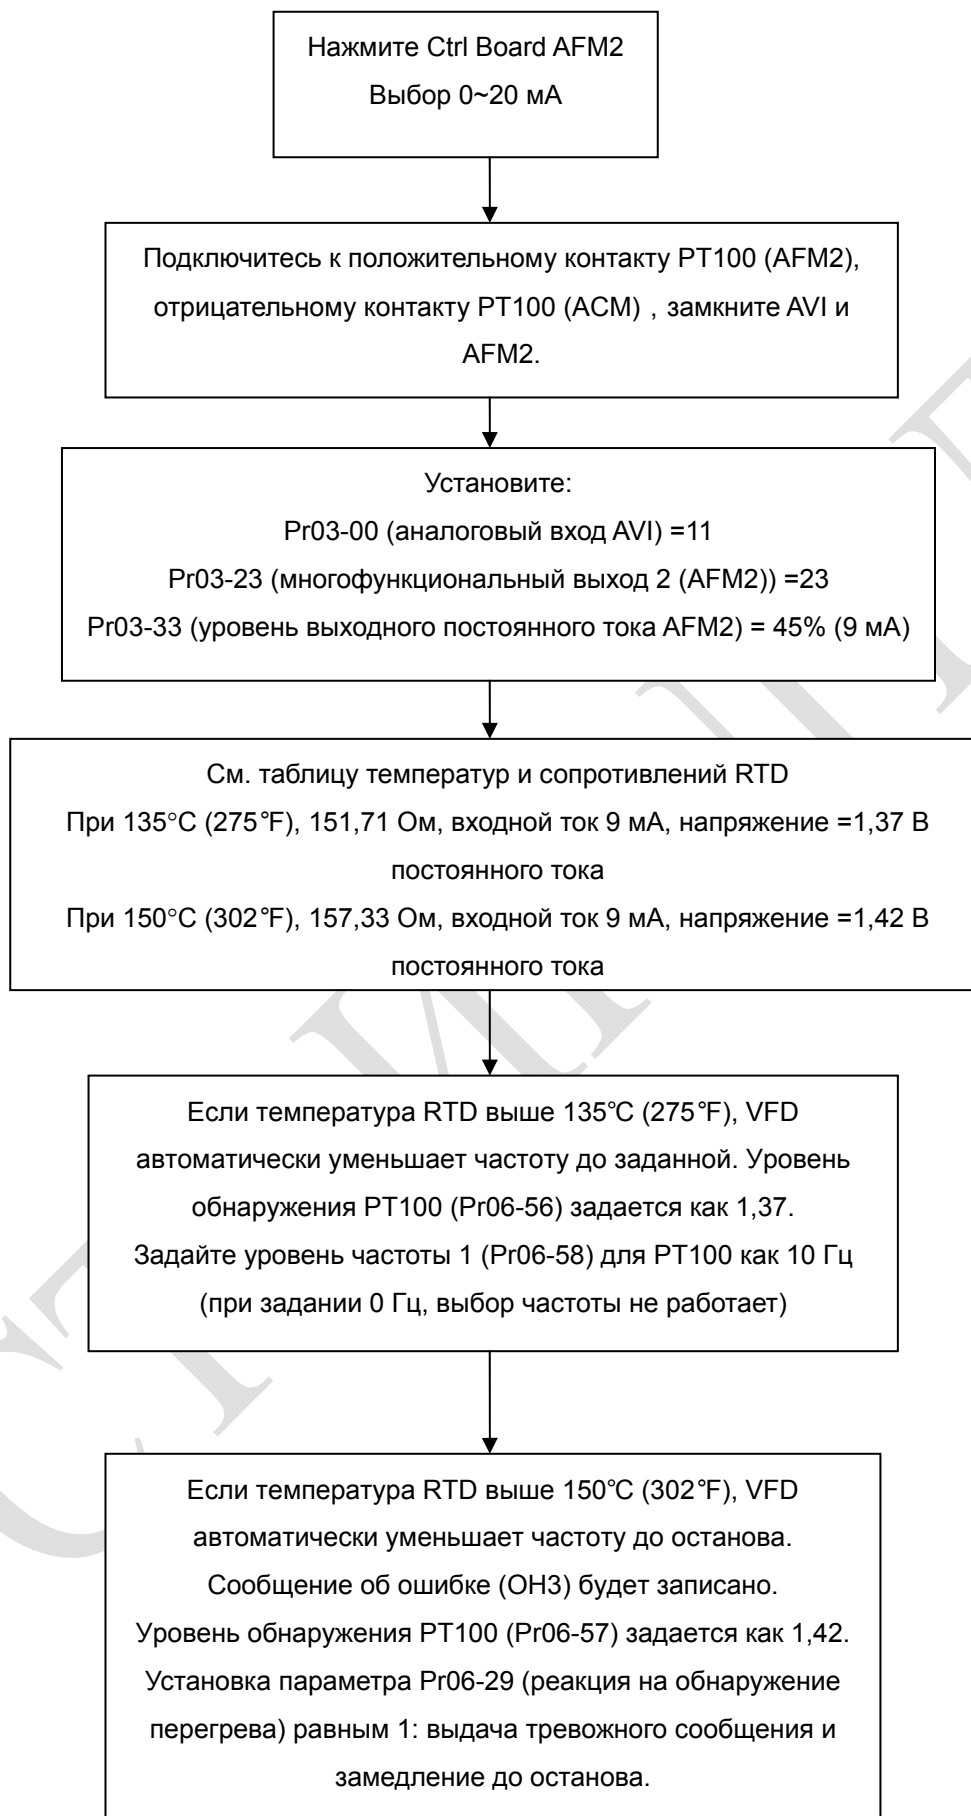 Нажмите Ctrl Board AFM2
Выбор 0~20 мА
Подключитесь к положительному контакту PT100 (AFM2),
отрицательному контакту PT100 (ACM) , замкните AVI и
AFM2.
Установите:
Pr03-00 (аналоговый вход AVI) =11
Pr03-23 (многофункциональный выход 2 (AFM2)) =23
Pr03-33 (уровень выходного постоянного тока AFM2) = 45% (9 мА)
См. таблицу температур и сопротивлений RTD
При 135°C (275°F), 151,71 Ом, входной ток 9 мА, напряжение =1,37 В
постоянного тока
При 150°C (302°F), 157,33 Ом, входной ток 9 мА, напряжение =1,42 В
постоянного тока
Если температура RTD выше 135°C (275°F), VFD
автоматически уменьшает частоту до заданной. Уровень
обнаружения PT100 (Pr06-56) задается как 1,37.
Задайте уровень частоты 1 (Pr06-58) для PT100 как 10 Гц
(при задании 0 Гц, выбор частоты не работает)
Если температура RTD выше 150°C (302°F), VFD
автоматически уменьшает частоту до останова.
Сообщение об ошибке (OH3) будет записано.
Уровень обнаружения PT100 (Pr06-57) задается как 1,42.
Установка параметра Pr06-29 (реакция на обнаружение
перегрева) равным 1: выдача тревожного сообщения и
замедление до останова.